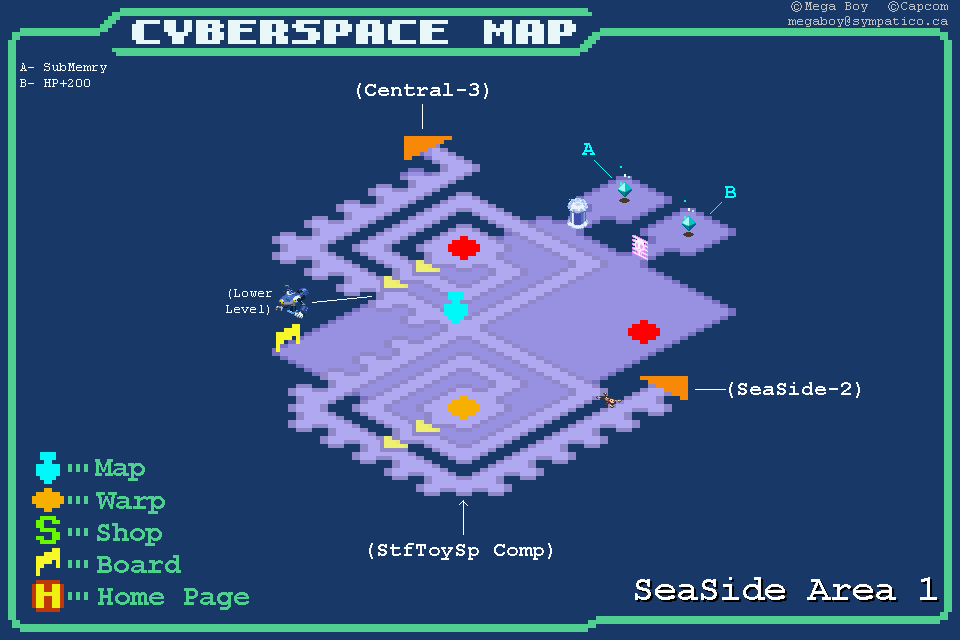 ©Mega Boy ©Capcom
megaboy@sympatico.ca
CYBERSPACE MAP
A- SubMemry
B- HP+200
(Central-3)
A
B
(Lower
Level)
(SeaSide-2)
Map
Warp
S Shop
Board
H Home Page
(StfToySp Comp)
SeaSide Area 1